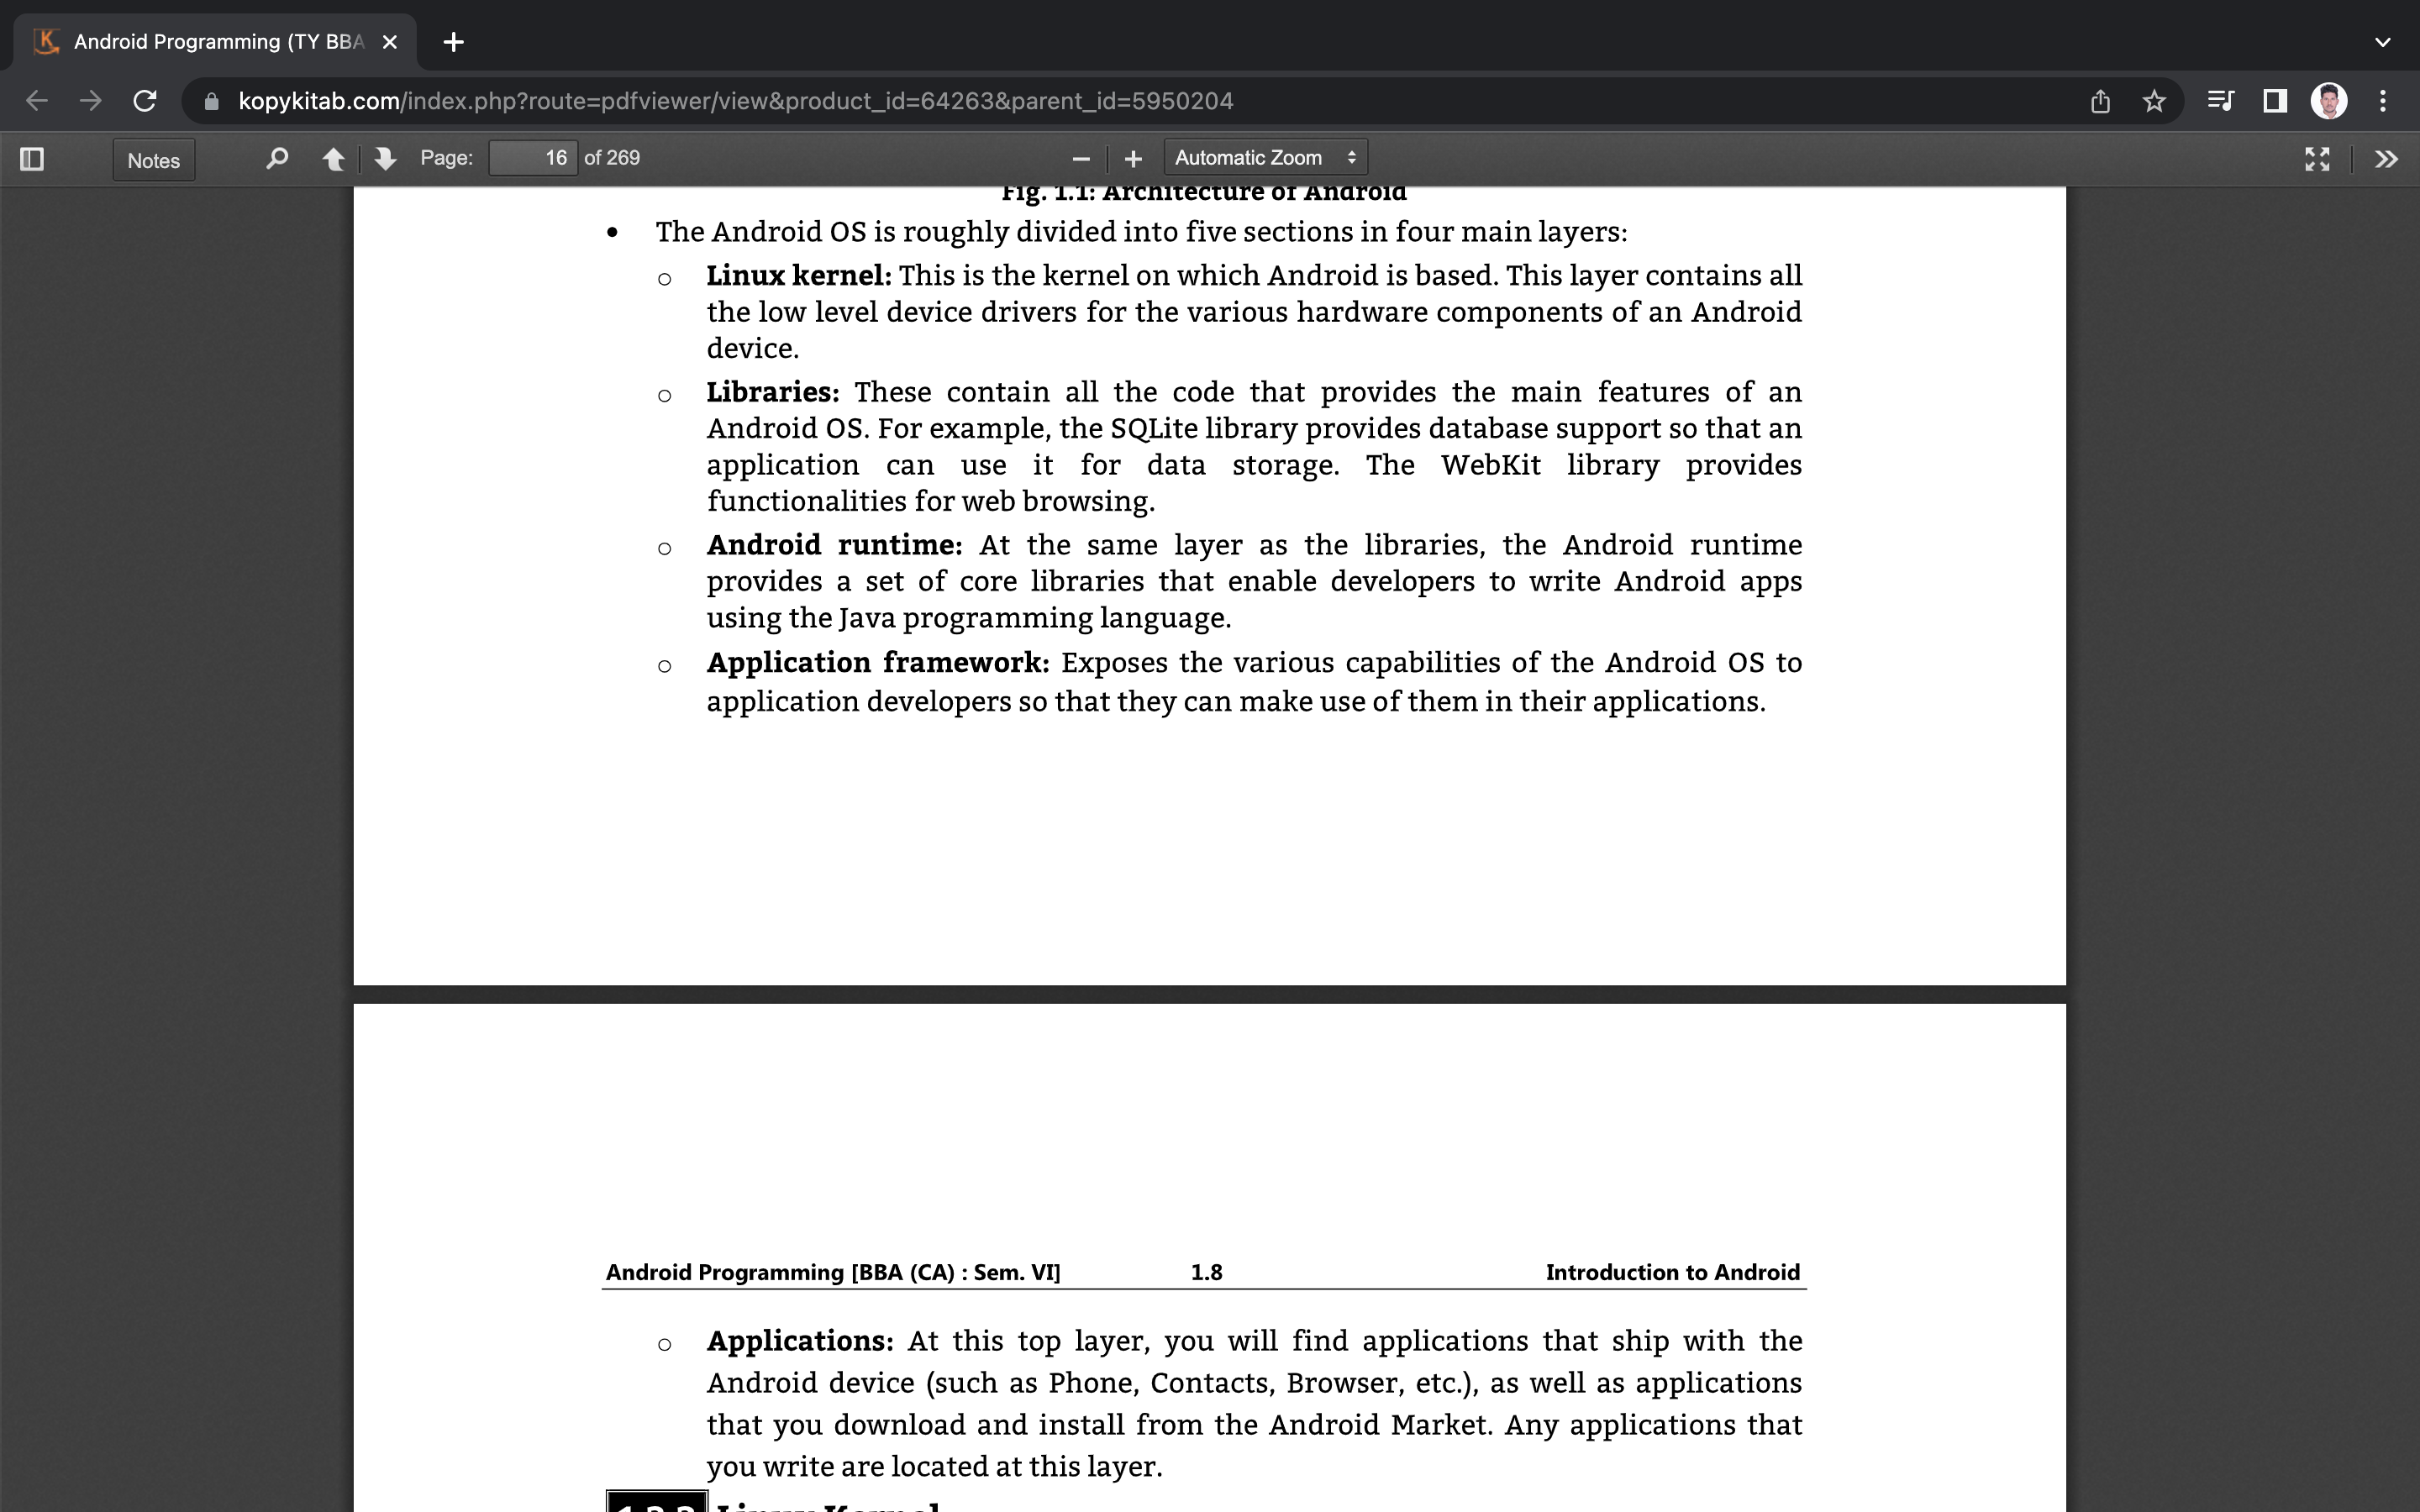 Android Programming (TY BBA
kopykitab.com/index.php?route=pdfviewer/view&product_id=64263&parent_id=5950204
Notes Page: 16 of 269 Automatic Zoom
Fig. 1.1: Architecture of Android
• The Android OS is roughly divided into five sections in four main layers:
o Linux kernel: This is the kernel on which Android is based. This layer contains all
the low level device drivers for the various hardware components of an Android
device.
o Libraries: These contain all the code that provides the main features of an
Android OS. For example, the SQLite library provides database support so that an
application can use it for data storage. The WebKit library provides
functionalities for web browsing.
o Android runtime: At the same layer as the libraries, the Android runtime
provides a set of core libraries that enable developers to write Android apps
using the Java programming language.
o Application framework: Exposes the various capabilities of the Android OS to
application developers so that they can make use of them in their applications.
Android Programming [BBA (CA) : Sem. VI] 1.8 Introduction to Android
o Applications: At this top layer, you will find applications that ship with the
Android device (such as Phone, Contacts, Browser, etc.), as well as applications
that you download and install from the Android Market. Any applications that
you write are located at this layer.
Linux Kernel